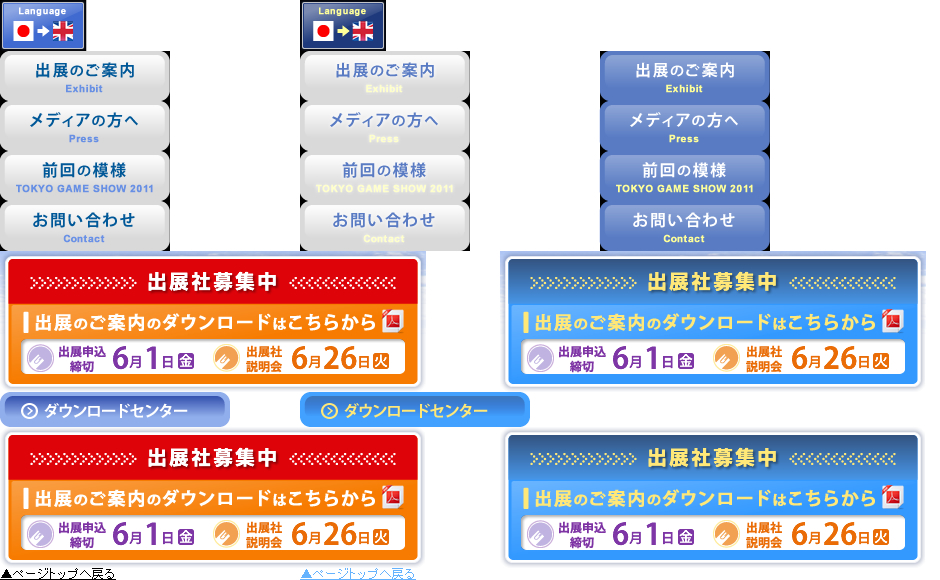 Language Language
出展のご案内 出展のご案内 出展のご案内
Exhibit Exhibit Exhibit
メディアの方へ メディアの方へ メディアの方へ
Press Press Press
前回の模様 前回の模様 前回の模様
TOKYO GAME SHOW 2011 TOKYO GAME SHOW 2011 TOKYO GAME SHOW 2011
お問い合わせ お問い合わせ お問い合わせ
Contact Contact Contact
出展社募集中 出展社募集中
出展のご案内のダウンロードはこちらから 出展のご案内のダウンロードはこちらから
出展申込締切 6月1日金 出展社説明会 6月26日火 出展申込締切 6月1日金 出展社説明会 6月26日火
ダウンロードセンター ダウンロードセンター
出展社募集中 出展社募集中
出展のご案内のダウンロードはこちらから 出展のご案内のダウンロードはこちらから
出展申込締切 6月1日金 出展社説明会 6月26日火 出展申込締切 6月1日金 出展社説明会 6月26日火
▲ページトップへ戻る ▲ページトップへ戻る